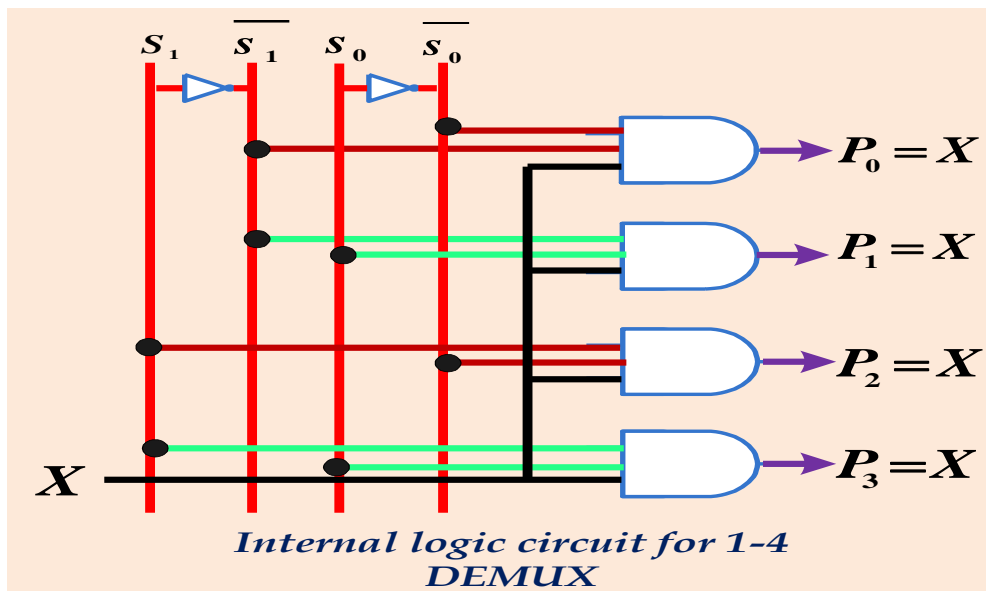 S₁ s̅₁̅ s₀ s̅₀̅
P₀ = X
P₁ = X
P₂ = X
P₃ = X
X
Internal logic circuit for 1-4
DEMUX